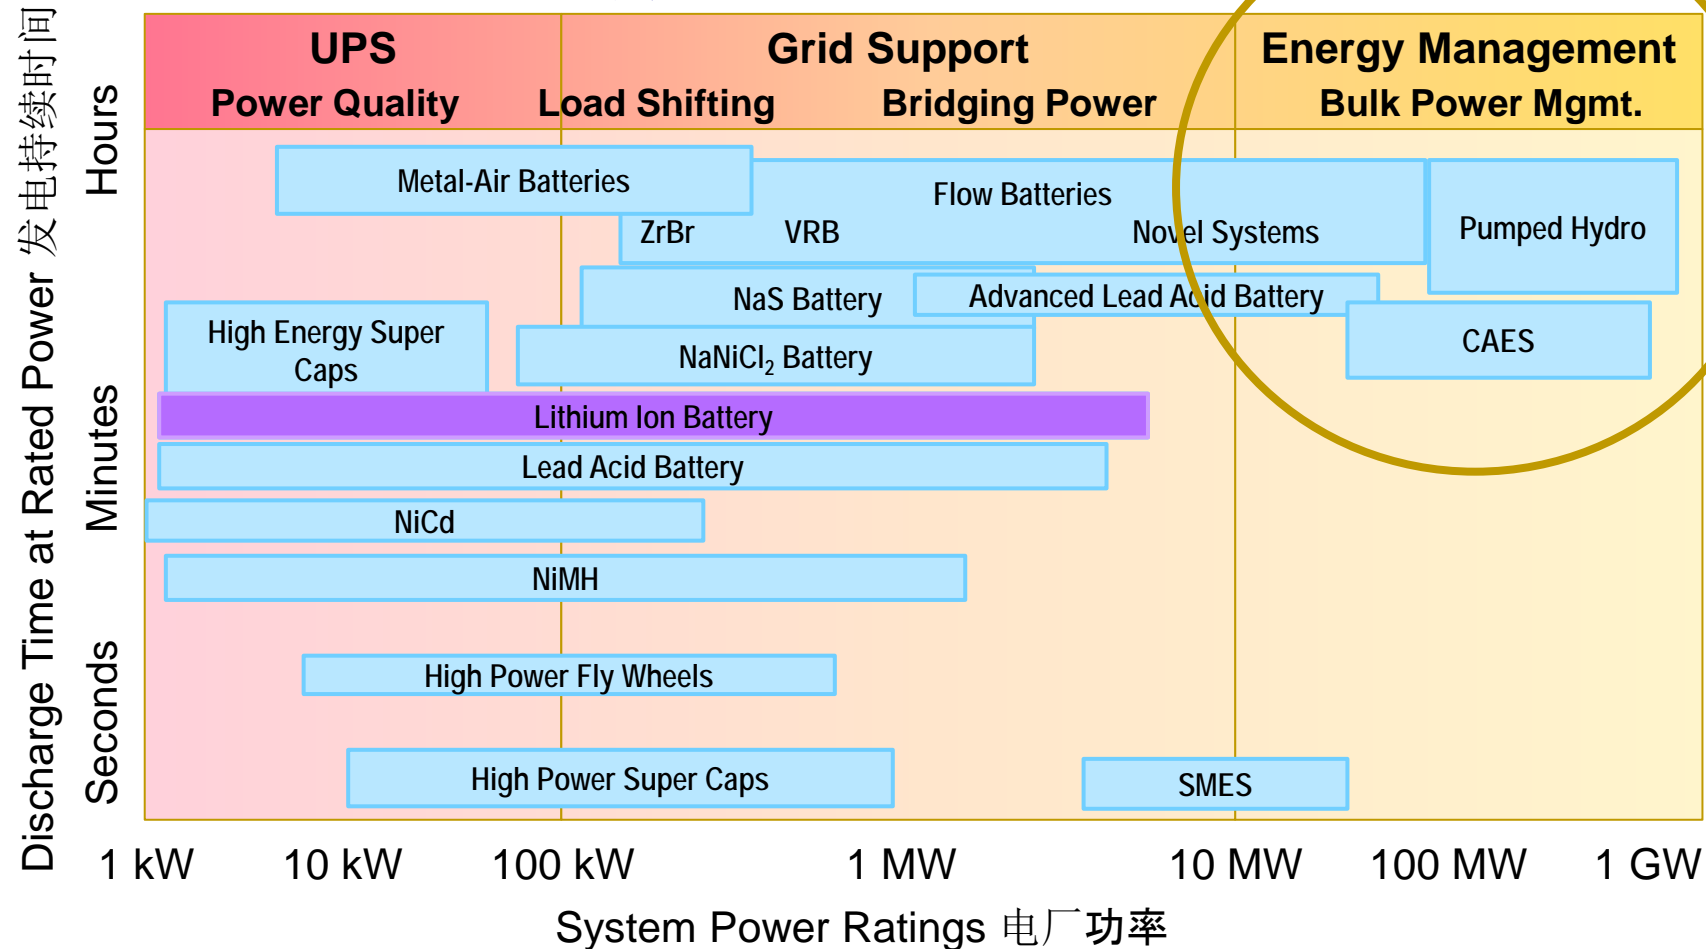 UPS
Grid Support
Energy Management
Power Quality
Load Shifting
Bridging Power
Bulk Power Mgmt.
Discharge Time at Rated Power 发电持续时间
Hours
Minutes
Seconds
Metal-Air Batteries
Flow Batteries
ZrBr
VRB
Novel Systems
Pumped Hydro
NaS Battery
Advanced Lead Acid Battery
High Energy Super
Caps
NaNiCl₂ Battery
CAES
Lithium Ion Battery
Lead Acid Battery
NiCd
NiMH
High Power Fly Wheels
High Power Super Caps
SMES
1 kW
10 kW
100 kW
1 MW
10 MW
100 MW
1 GW
System Power Ratings 电厂功率